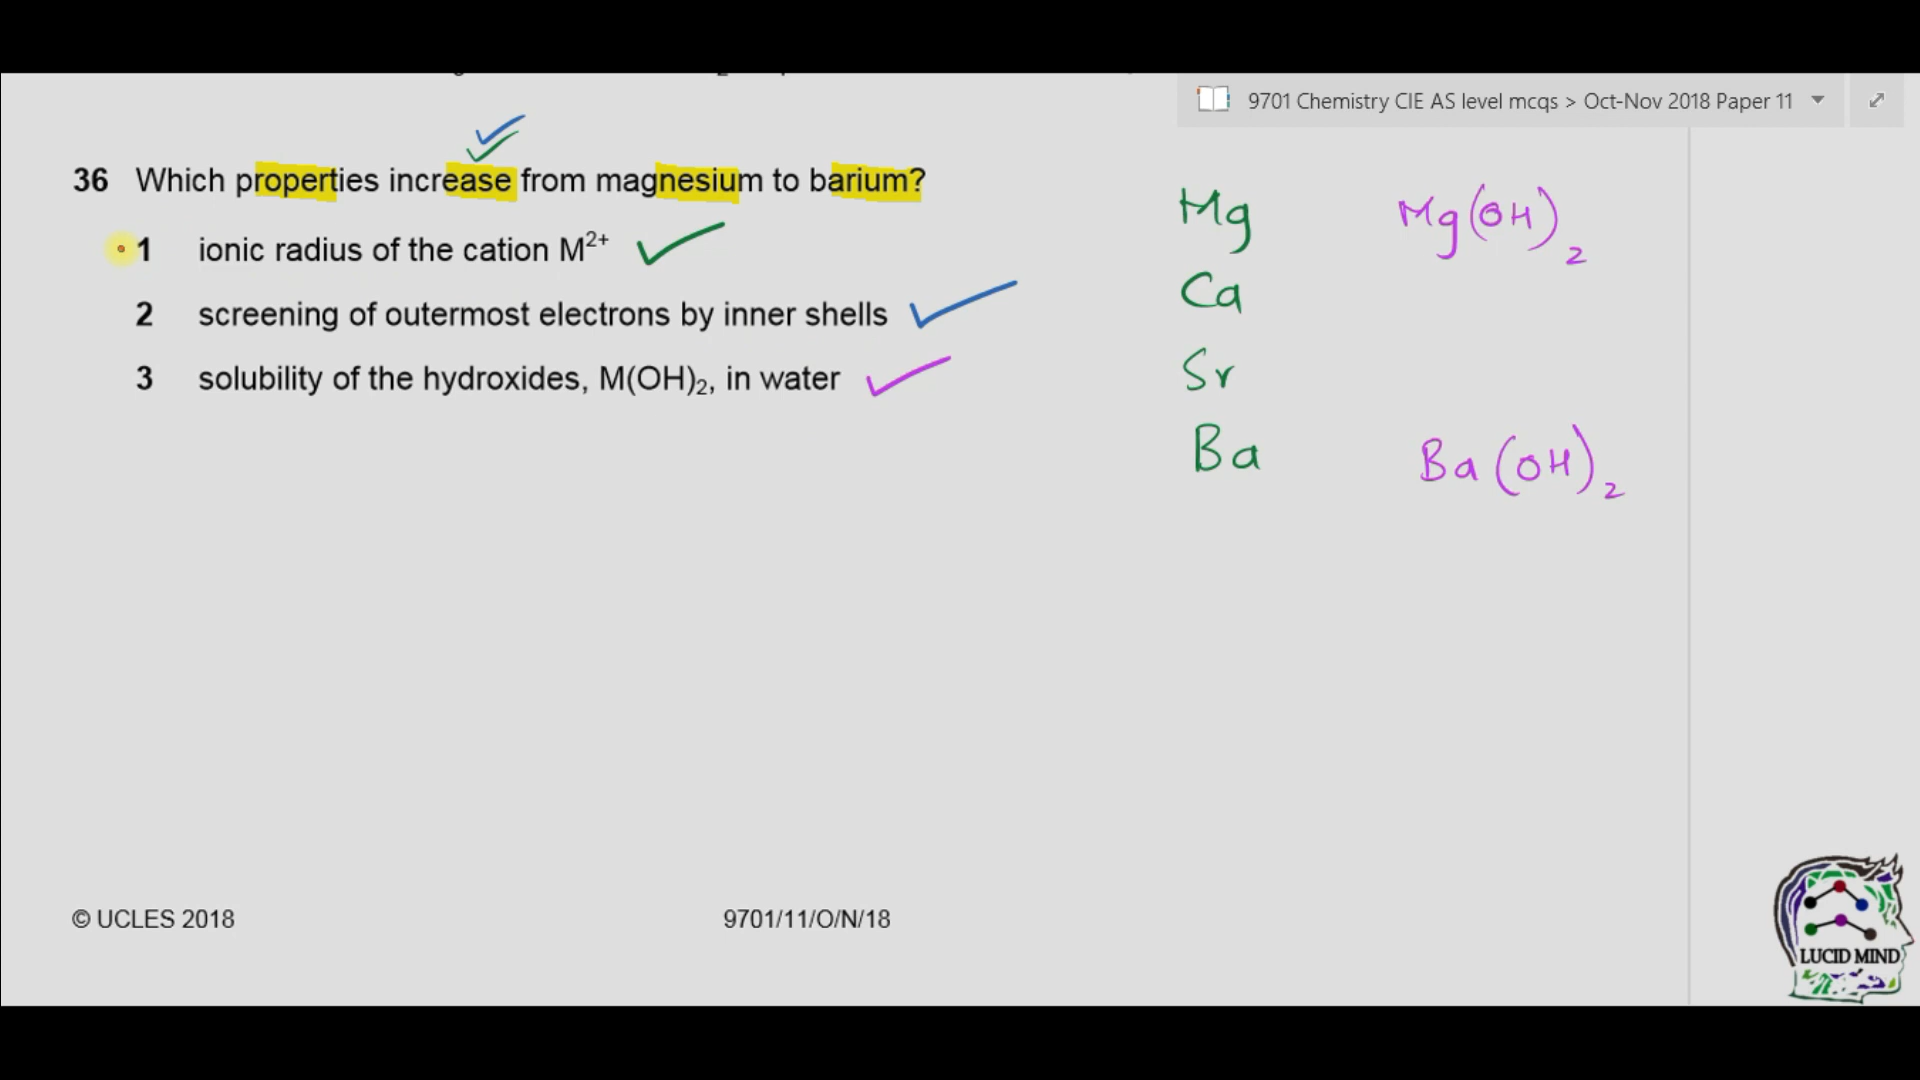 9701 Chemistry CIE AS level mcqs > Oct-Nov 2018 Paper 11
36 Which properties increase from magnesium to barium?
1 ionic radius of the cation M²⁺
2 screening of outermost electrons by inner shells
3 solubility of the hydroxides, M(OH)₂, in water
Mg Mg(OH)₂
Ca
Sr
Ba Ba(OH)₂
© UCLES 2018 9701/11/O/N/18
LUCID MIND